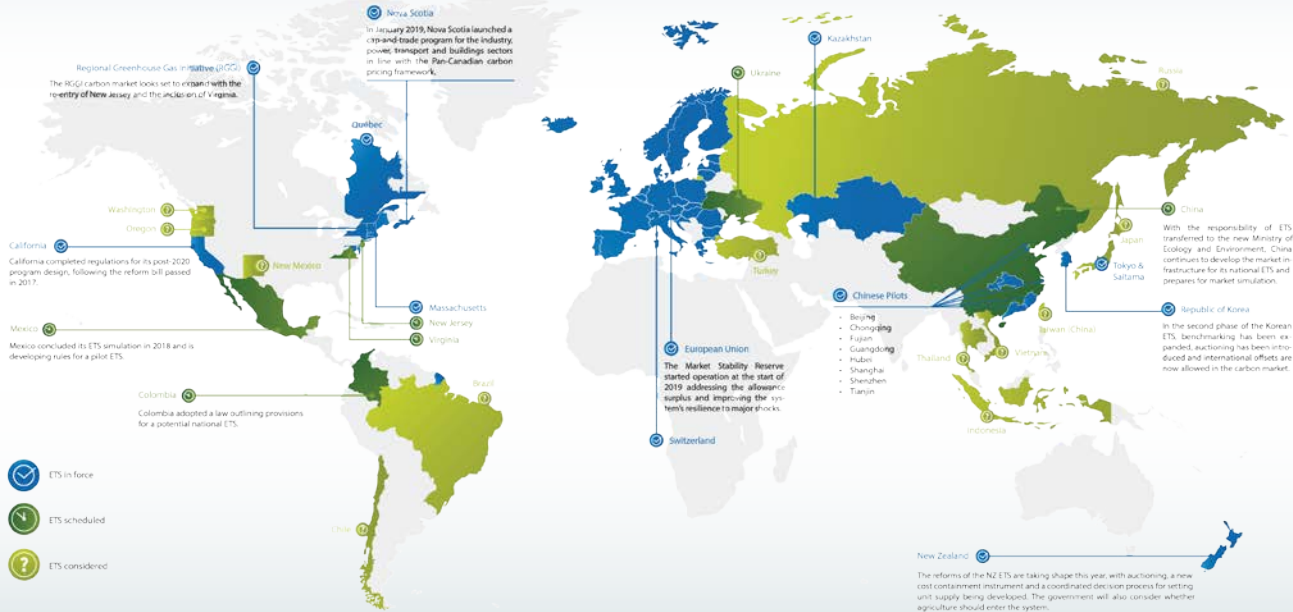 Nova Scotia
In January 2019, Nova Scotia launched a
cap-and-trade program for the industry,
power, transport and buildings sectors
in line with the Pan-Canadian carbon
pricing framework.
Regional Greenhouse Gas Initiative (RGGI)
The RGGI carbon market looks set to expand with the
re-entry of New Jersey and the inclusion of Virginia.
Québec
Kazakhstan
Ukraine
Russia
Washington
Oregon
California
California completed regulations for its post-2020
program design, following the reform bill passed
in 2017.
New Mexico
Mexico
Mexico concluded its ETS simulation in 2018 and is
developing rules for a pilot ETS.
Massachusetts
New Jersey
Virginia
Colombia
Colombia adopted a law outlining provisions
for a potential national ETS.
Brazil
Chile
European Union
The Market Stability Reserve
started operation at the start of
2019 addressing the allowance
surplus and improving the sys-
tem's resilience to major shocks.
Switzerland
Turkey
Chinese Pilots
- Beijing
- Chongqing
- Fujian
- Guangdong
- Hubei
- Shanghai
- Shenzhen
- Tianjin
China
With the responsibility of ETS
transferred to the new Ministry of
Ecology and Environment, China
continues to develop the market in-
frastructure for its national ETS and
prepares for market simulation.
Japan
Tokyo &
Saitama
Republic of Korea
In the second phase of the Korean
ETS, benchmarking has been ex-
panded, auctioning has been intro-
duced and international offsets are
now allowed in the carbon market.
Taiwan (China)
Thailand
Vietnam
Indonesia
New Zealand
The reforms of the NZ ETS are taking shape this year, with auctioning, a new
cost containment instrument and a coordinated decision process for setting
unit supply being developed. The government will also consider whether
agriculture should enter the system.
ETS in force
ETS scheduled
ETS considered